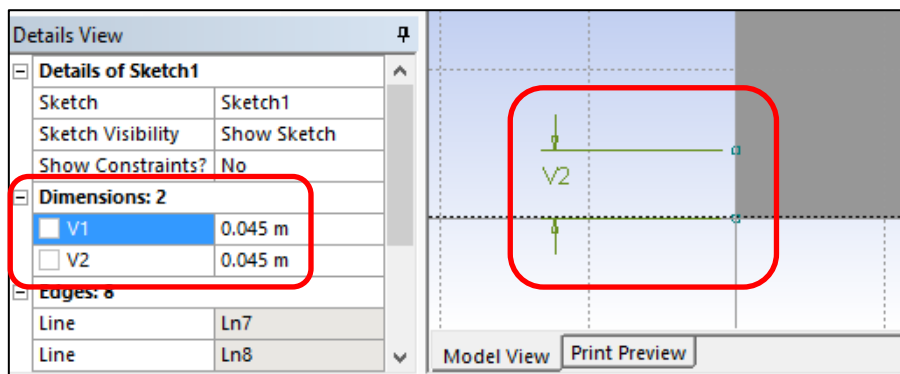 Details View
Details of Sketch1
Sketch Sketch1
Sketch Visibility Show Sketch
Show Constraints? No
Dimensions: 2
V1 0.045 m
V2 0.045 m
Edges: 8
Line Ln7
Line Ln8
V2
Model View Print Preview